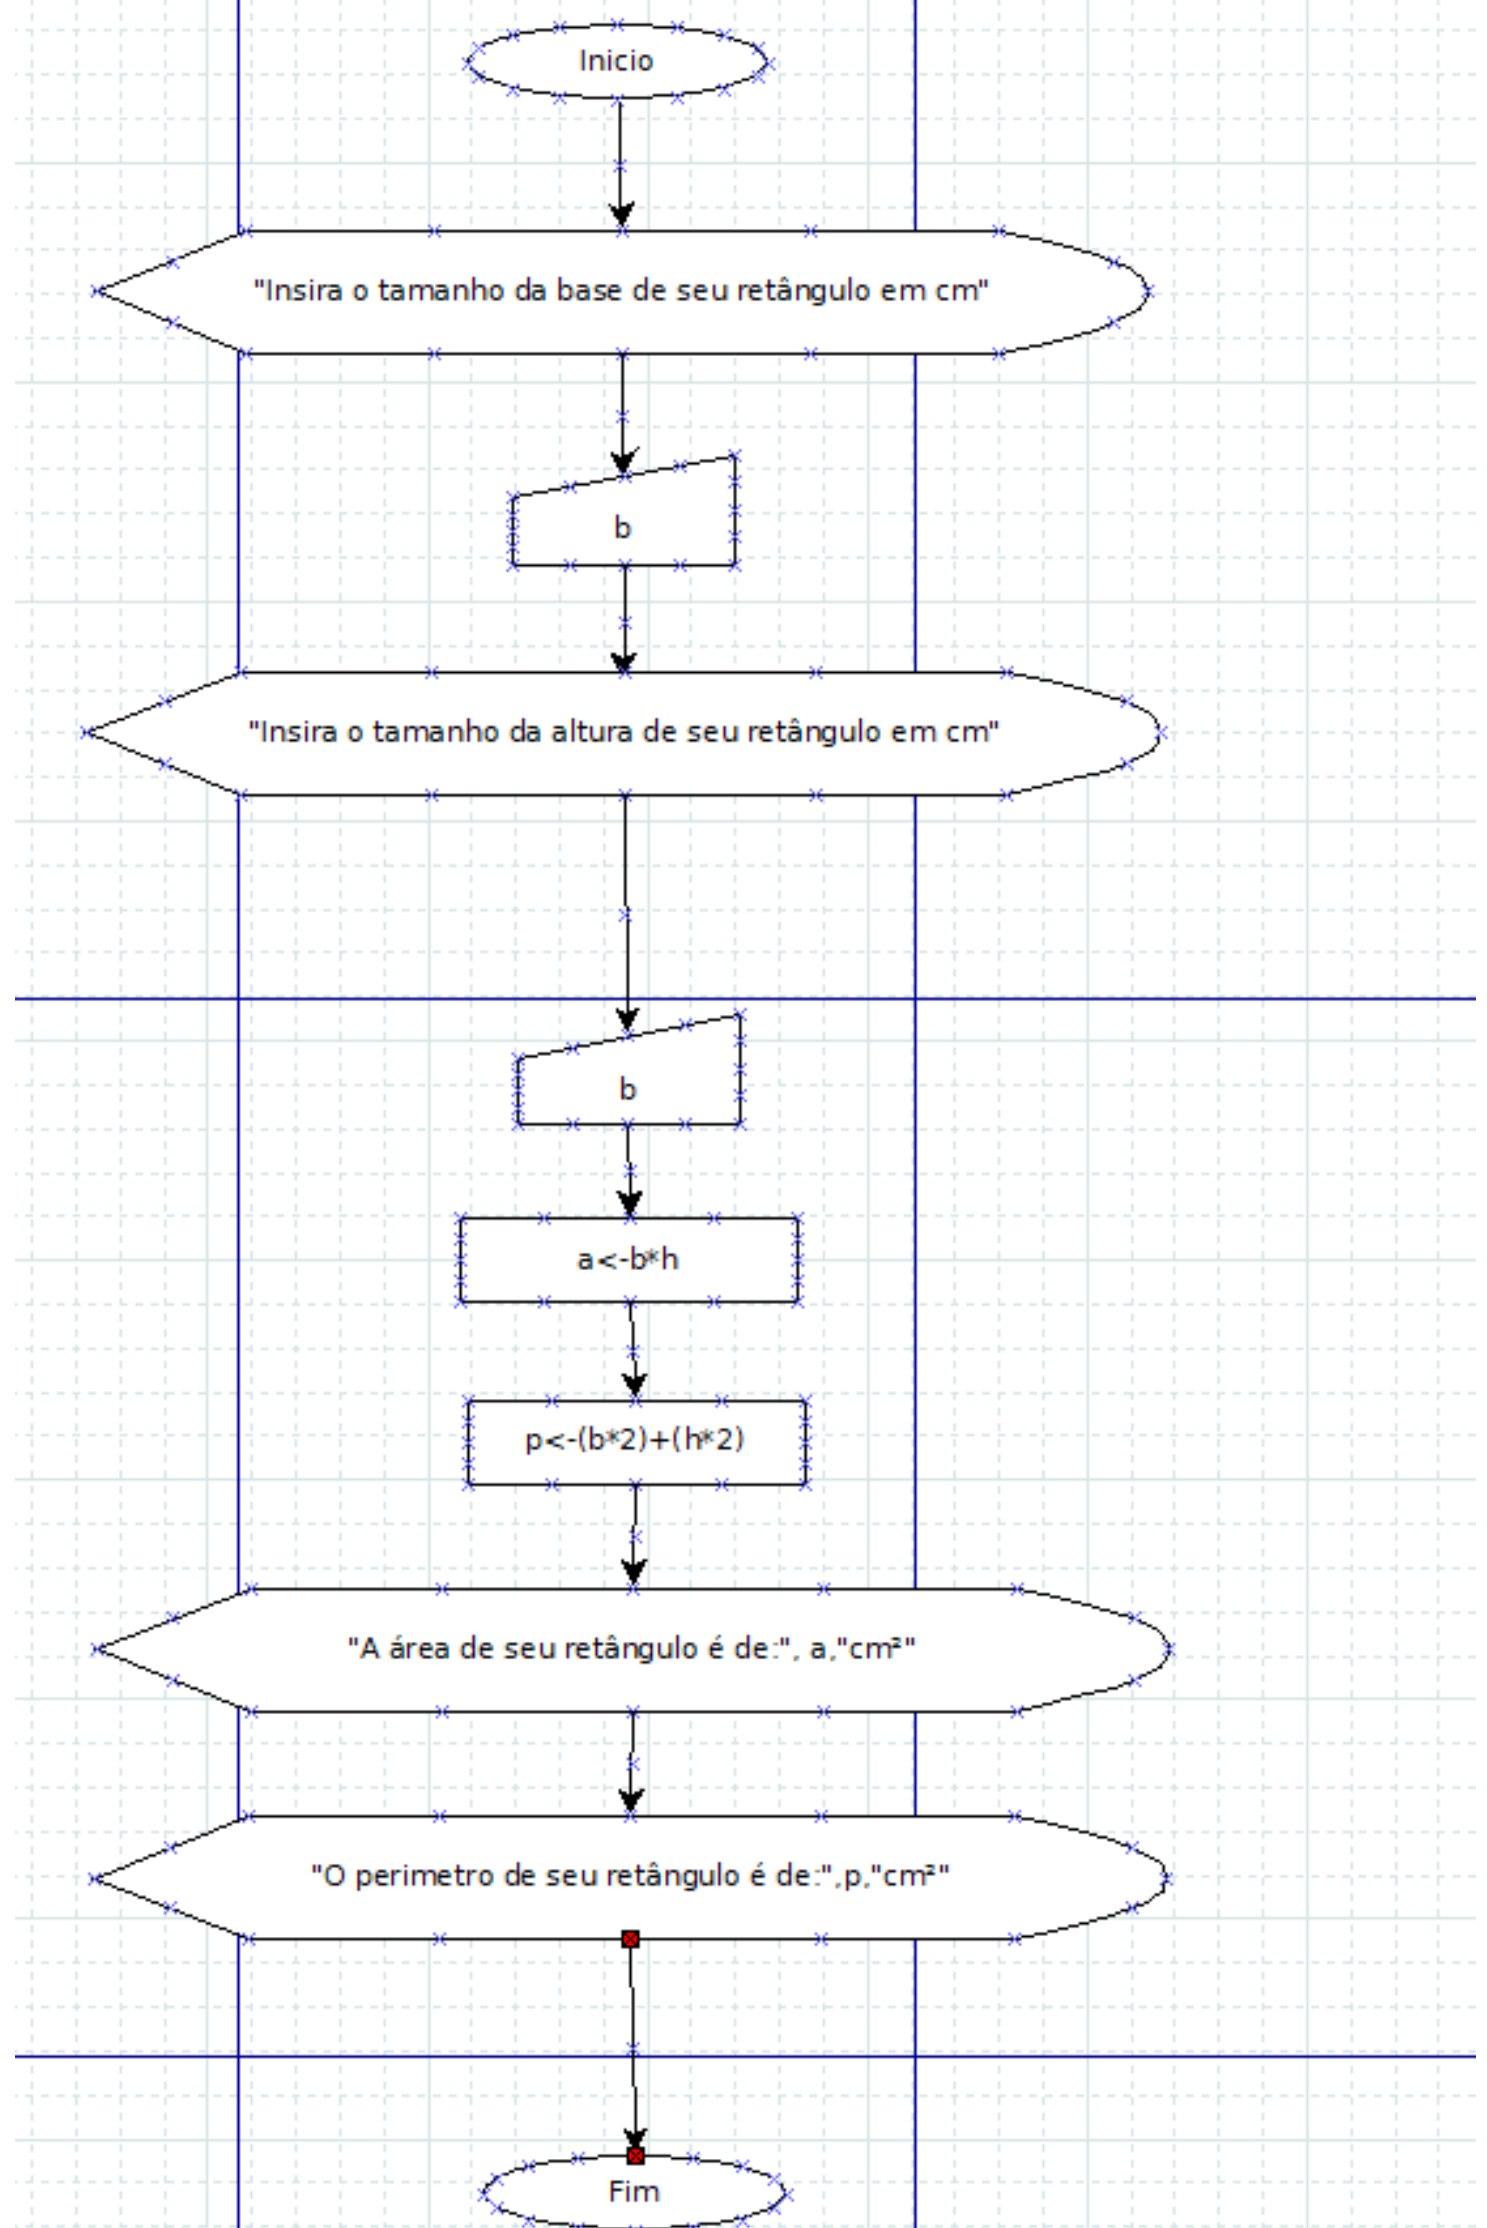 Inicio
"Insira o tamanho da base de seu retângulo em cm"
b
"Insira o tamanho da altura de seu retângulo em cm"
b
a<-b*h
p<-(b*2)+(h*2)
"A área de seu retângulo é de:", a,"cm²"
"O perimetro de seu retângulo é de:",p,"cm²"
Fim